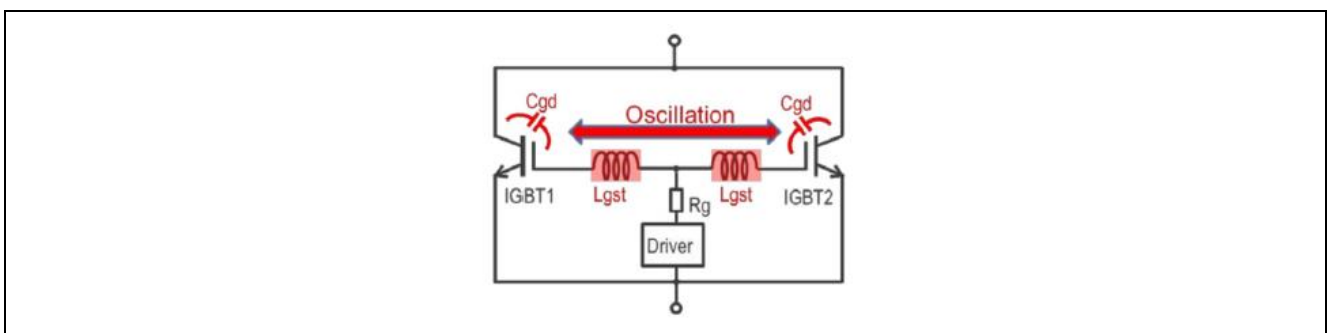 Cgd Cgd
Oscillation
IGBT1 Lgst Lgst IGBT2
Rg
Driver